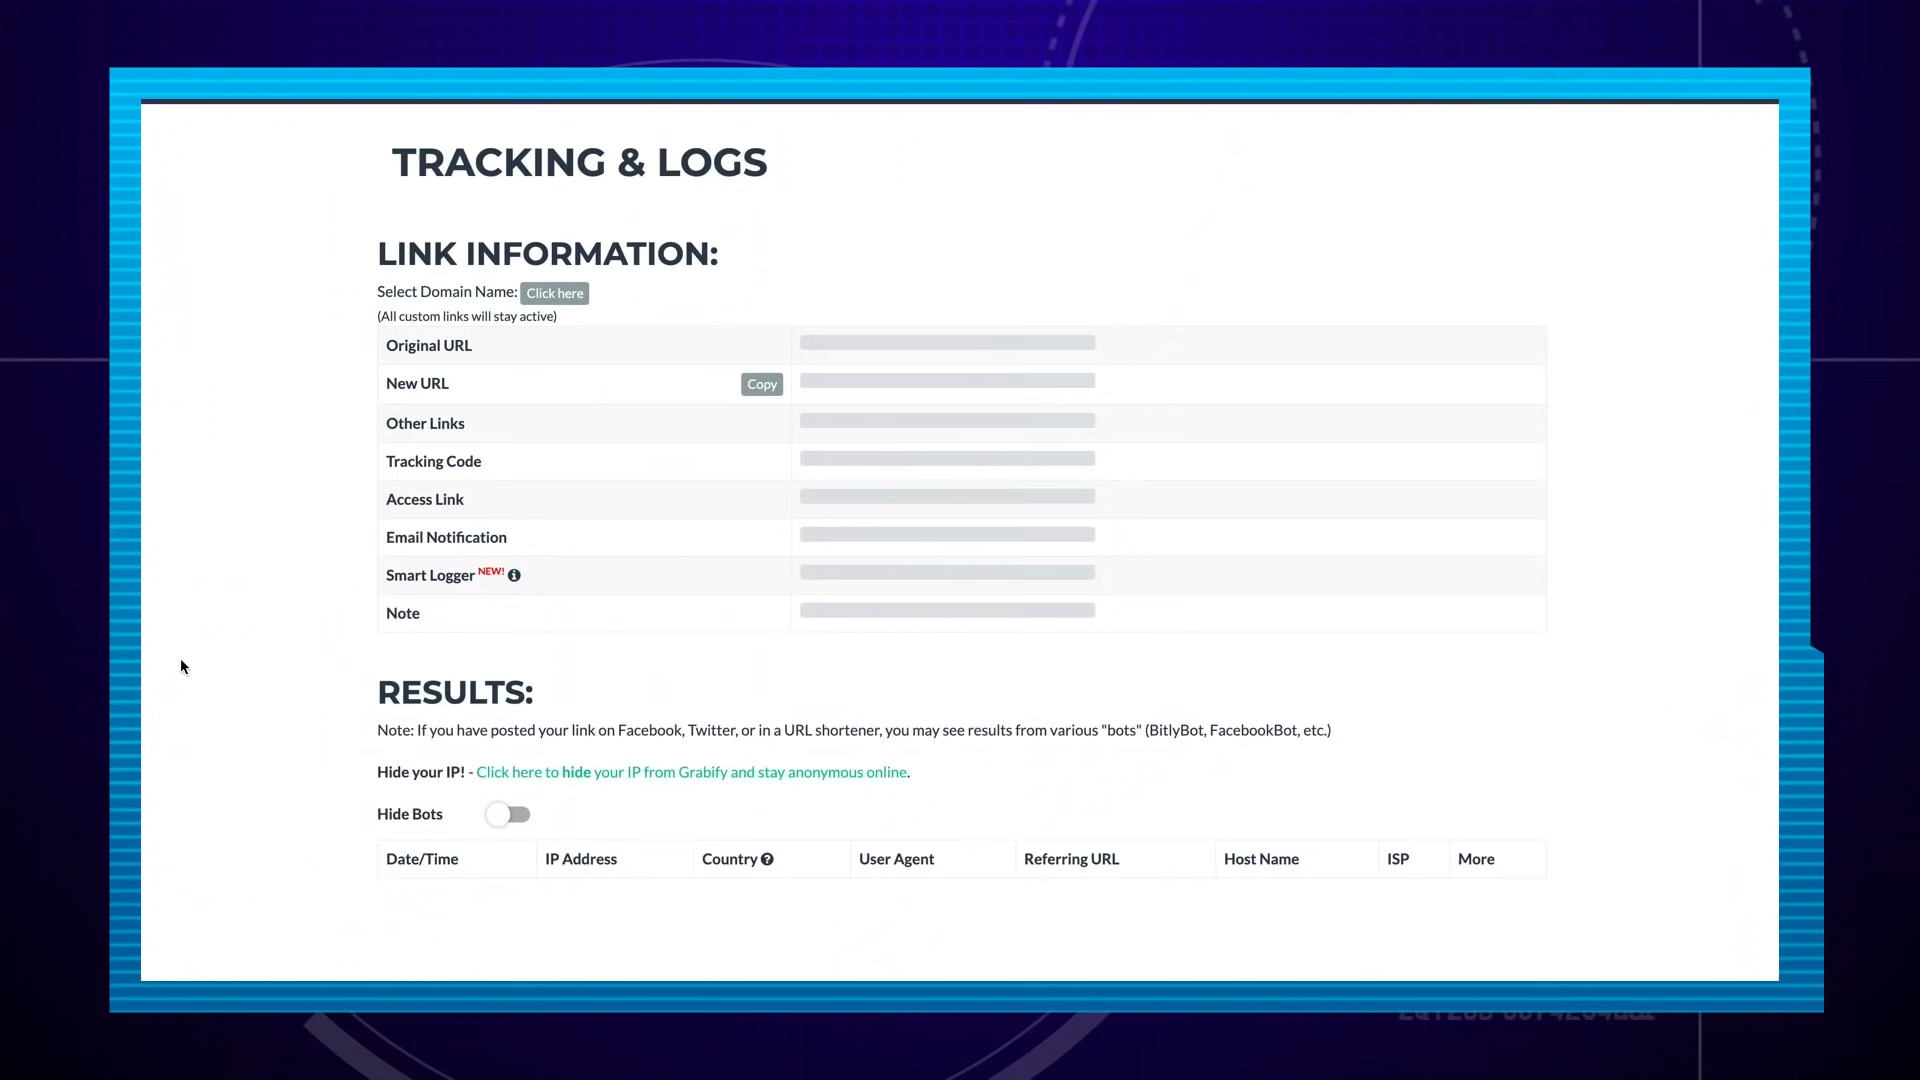 TRACKING & LOGS
LINK INFORMATION:
Select Domain Name: Click here
(All custom links will stay active)
Original URL
New URL Copy
Other Links
Tracking Code
Access Link
Email Notification
Smart Logger NEW!
Note
RESULTS:
Note: If you have posted your link on Facebook, Twitter, or in a URL shortener, you may see results from various "bots" (BitlyBot, FacebookBot, etc.)
Hide your IP! - Click here to hide your IP from Grabify and stay anonymous online.
Hide Bots
Date/Time IP Address Country User Agent Referring URL Host Name ISP More